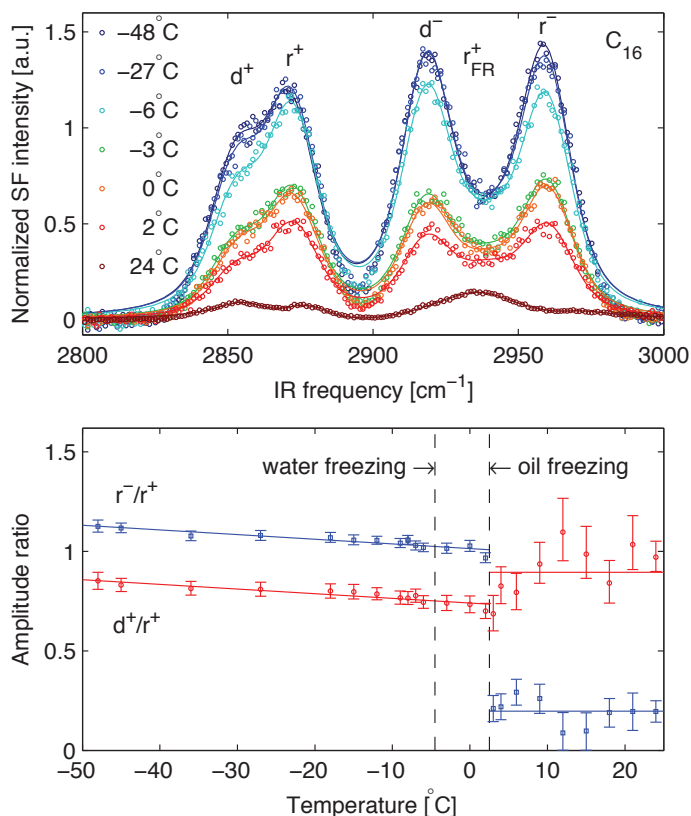 Normalized SF intensity [a.u.]
1.5
1
0.5
0
−48°C
−27°C
−6°C
−3°C
0°C
2°C
24°C
d+
r+
d−
r+FR
r−
C16
2800
2850
2900
2950
3000
IR frequency [cm−1]
Amplitude ratio
1.5
1
0.5
0
water freezing
oil freezing
r−/r+
d+/r+
−50
−40
−30
−20
−10
0
10
20
Temperature [°C]